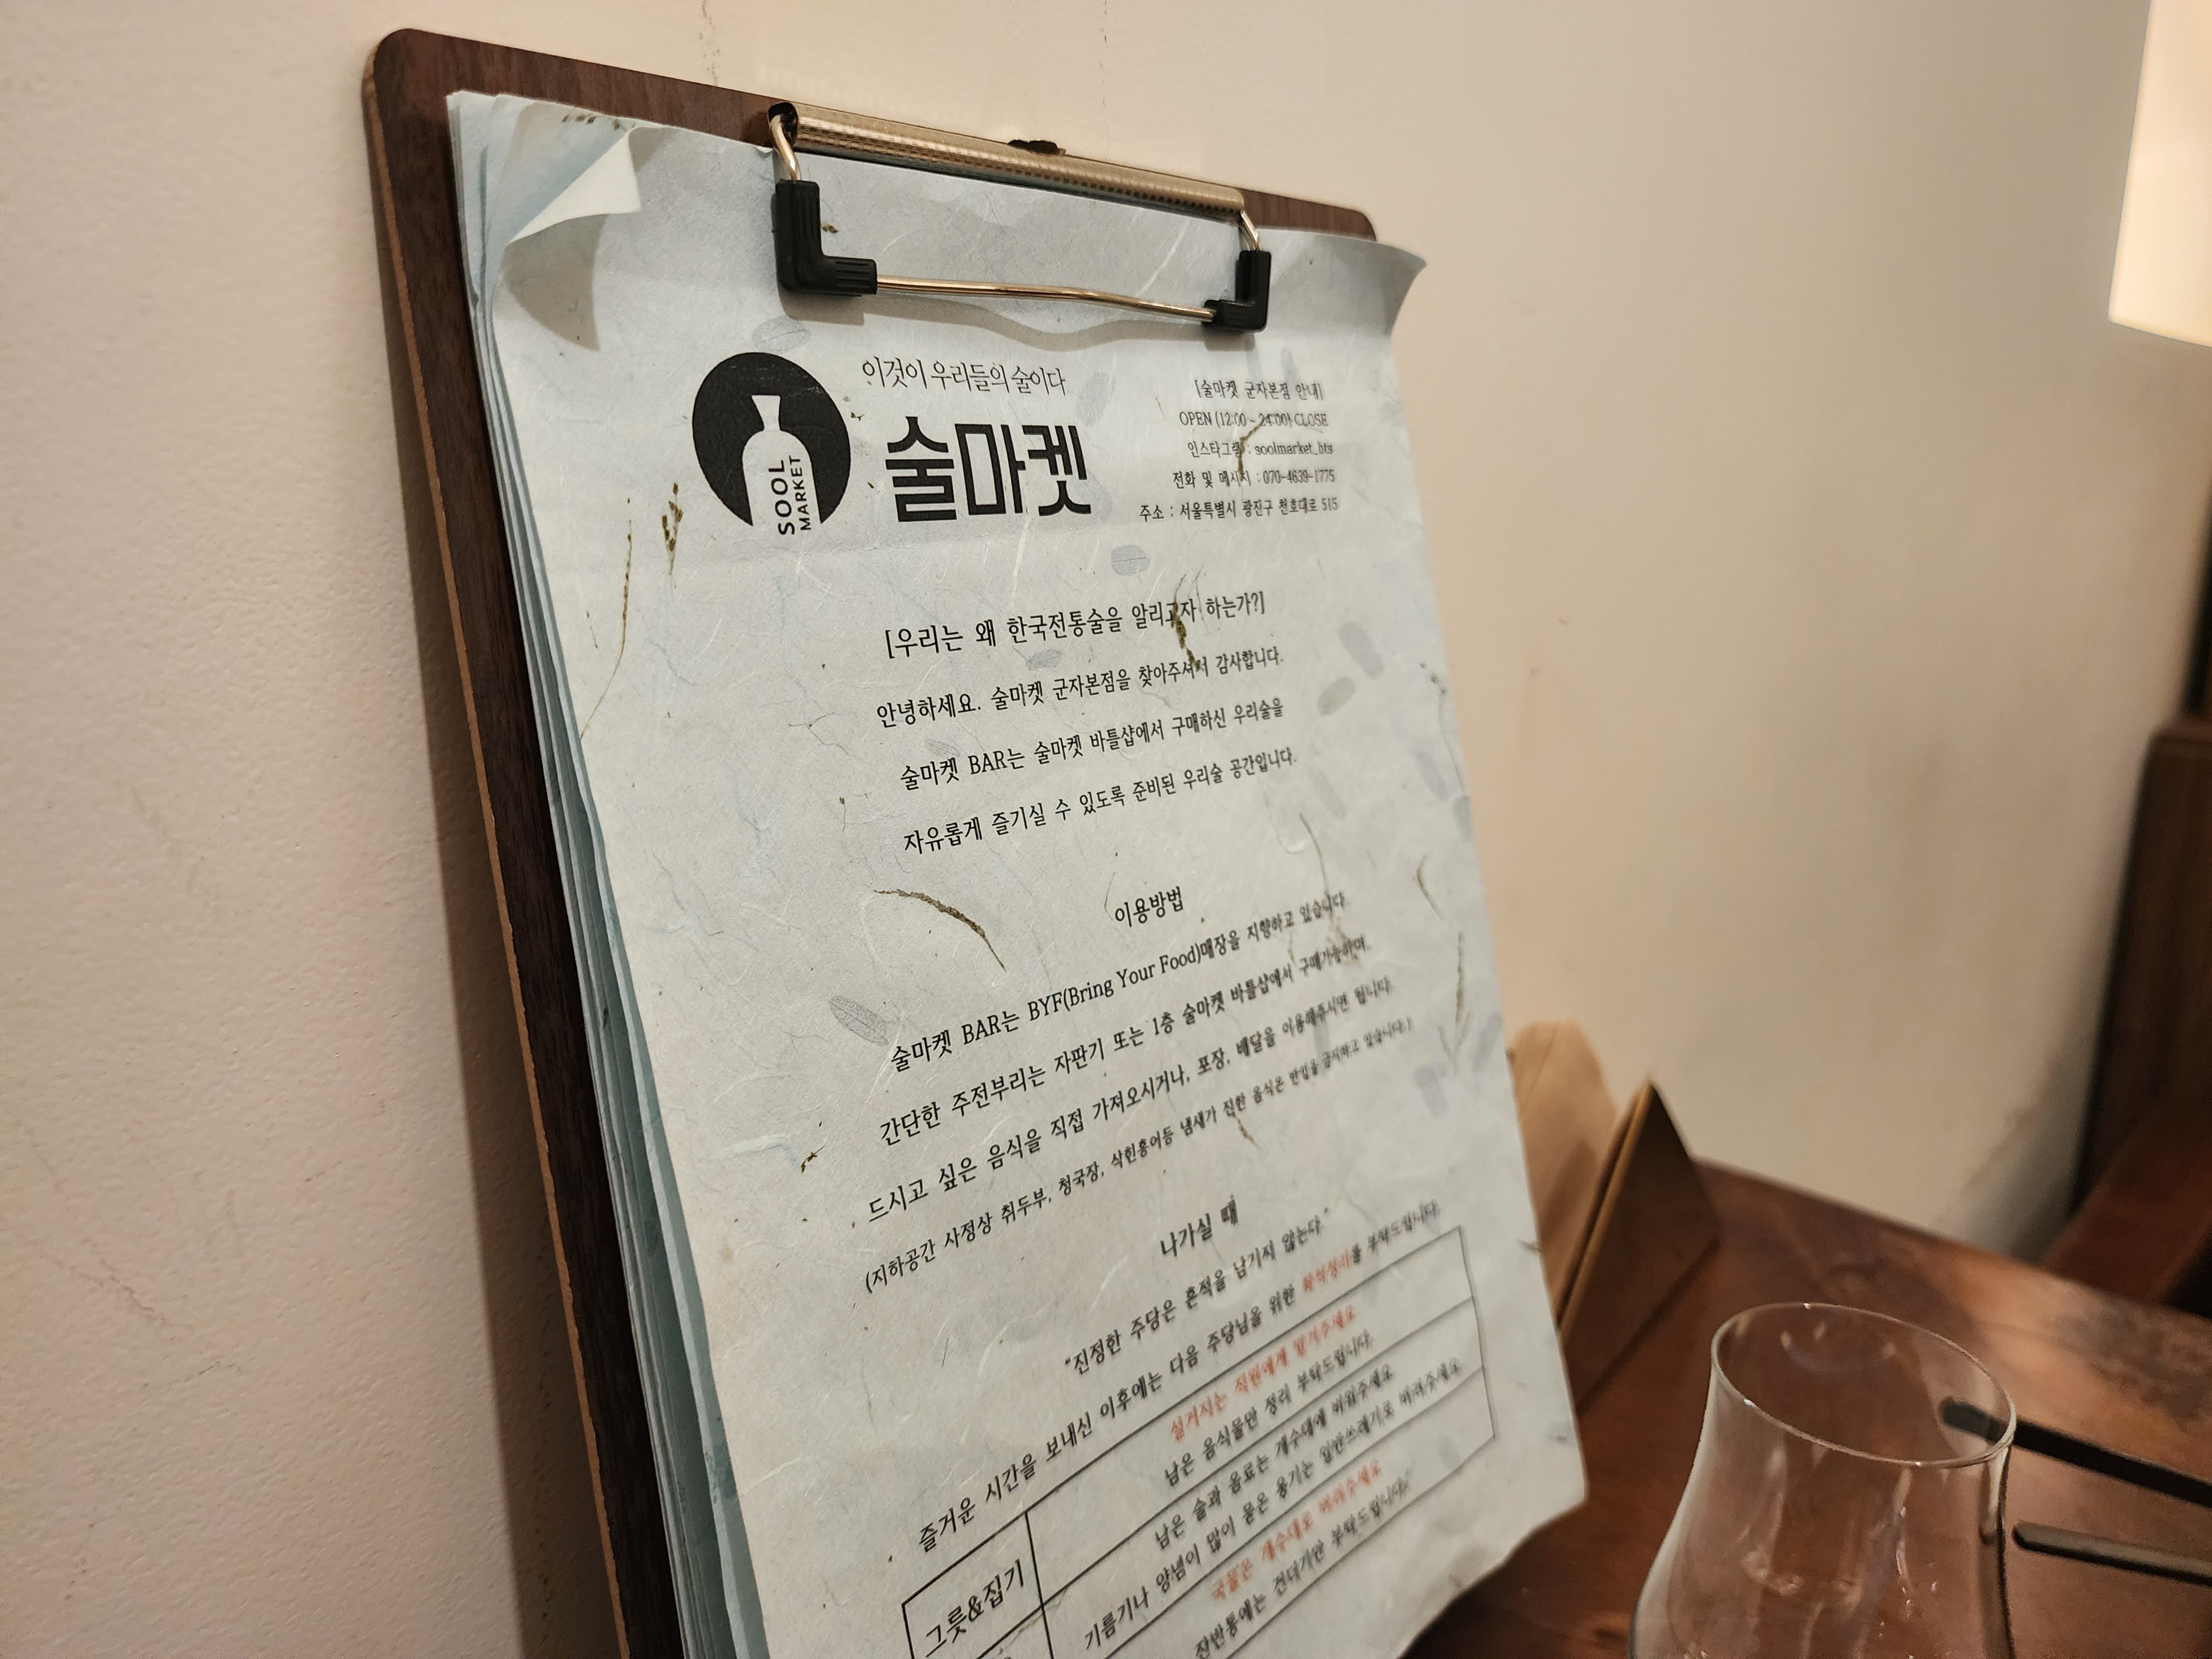 SOOL
MARKET
이것이 우리들의 술이다
술마켓
[술마켓 군자본점 안내]
OPEN (12:00 ~ 24:00) CLOSE
인스타그램 : soolmarket_bts
전화 및 메시지 : 070-4639-1775
주소 : 서울특별시 광진구 천호대로 515
[우리는 왜 한국전통술을 알리고자 하는가?]
안녕하세요. 술마켓 군자본점을 찾아주셔서 감사합니다.
술마켓 BAR는 술마켓 바틀샵에서 구매하신 우리술을
자유롭게 즐기실 수 있도록 준비된 우리술 공간입니다.
이용방법
술마켓 BAR는 BYF(Bring Your Food)매장을 지향하고 있습니다.
간단한 주전부리는 자판기 또는 1층 술마켓 바틀샵에서 구매가능하며,
드시고 싶은 음식을 직접 가져오시거나, 포장, 배달을 이용해주시면 됩니다.
(지하공간 사정상 취두부, 청국장, 삭힌홍어등 냄새가 진한 음식은 반입을 금지하고 있습니다.)
나가실 때
"진정한 주당은 흔적을 남기지 않는다."
즐거운 시간을 보내신 이후에는 다음 주당님을 위한 뒷정리를 부탁드립니다.
그릇&집기
설거지는 직원에게 맡겨주세요
남은 음식물만 정리 부탁드립니다.
남은 술과 음료는 개수대에 비워주세요
기름기나 양념이 많이 묻은 용기는 일반쓰레기로 버려주세요.
국물은 개수대로 버려주세요
잔반통에는 건더기만 부탁드립니다.